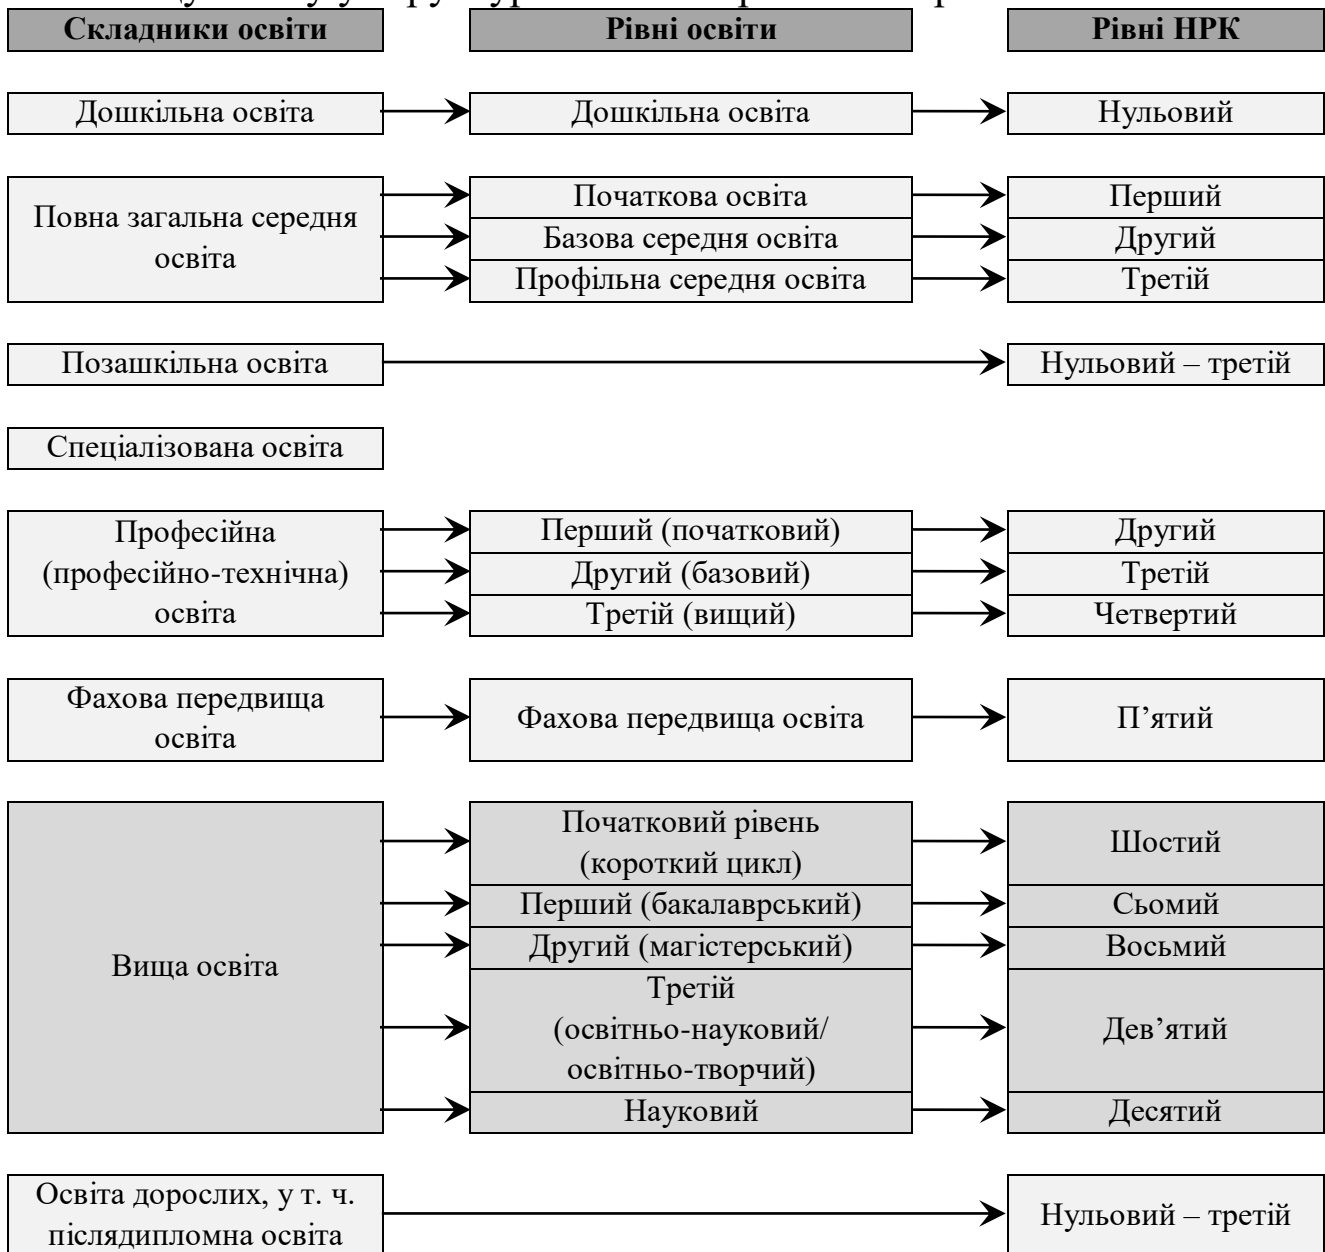 Складники освіти
Рівні освіти
Рівні НРК
Дошкільна освіта
Дошкільна освіта
Нульовий
Повна загальна середня
освіта
Початкова освіта
Перший
Базова середня освіта
Другий
Профільна середня освіта
Третій
Позашкільна освіта
Нульовий – третій
Спеціалізована освіта
Професійна
(професійно-технічна)
освіта
Перший (початковий)
Другий
Другий (базовий)
Третій
Третій (вищий)
Четвертий
Фахова передвища
освіта
Фахова передвища освіта
П’ятий
Вища освіта
Початковий рівень
(короткий цикл)
Шостий
Перший (бакалаврський)
Сьомий
Другий (магістерський)
Восьмий
Третій
(освітньо-науковий/
освітньо-творчий)
Дев’ятий
Науковий
Десятий
Освіта дорослих, у т. ч.
післядипломна освіта
Нульовий – третій